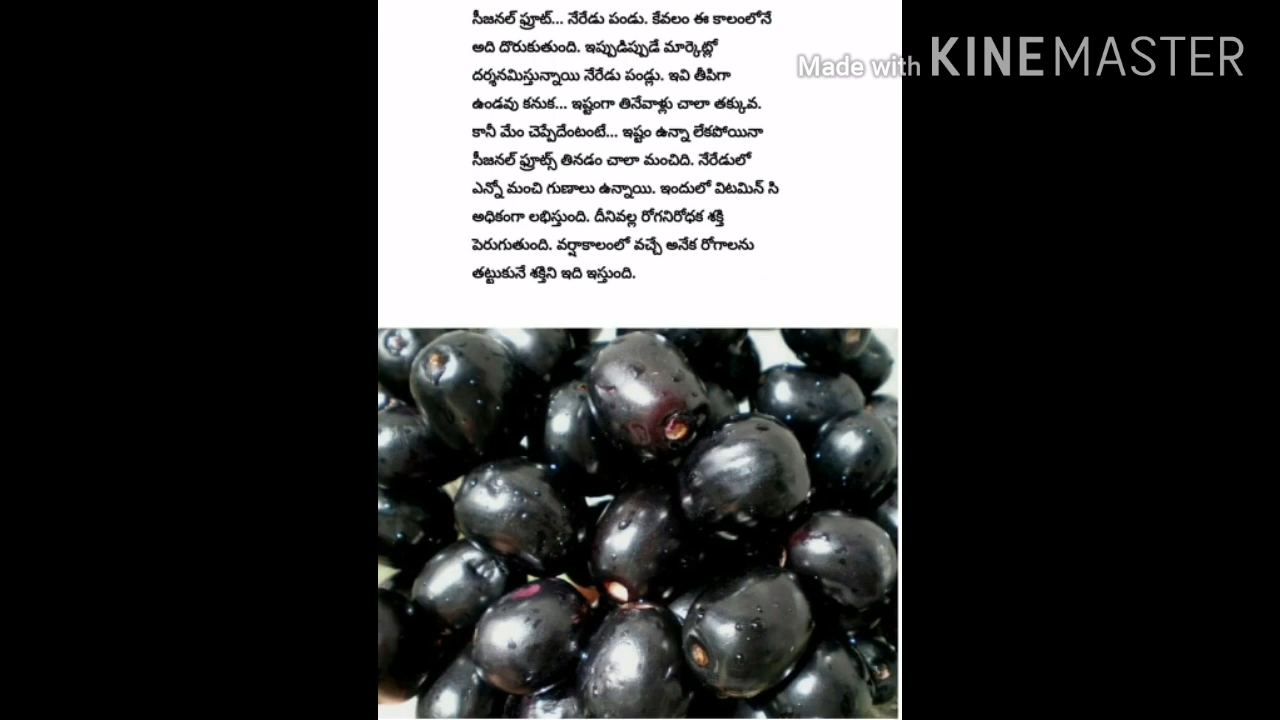 సీజనల్ ఫ్రూట్... నేరేడు పండు. కేవలం ఈ కాలంలోనే
అది దొరుకుతుంది. ఇప్పుడిప్పుడే మార్కెట్లో
దర్శనమిస్తున్నాయి నేరేడు పండ్లు. ఇవి తీపిగా
ఉండవు కనుక... ఇష్టంగా తినేవాళ్లు చాలా తక్కువ.
కానీ మేం చెప్పేదేంటంటే... ఇష్టం ఉన్నా లేకపోయినా
సీజనల్ ఫ్రూట్స్ తినడం చాలా మంచిది. నేరేడులో
ఎన్నో మంచి గుణాలు ఉన్నాయి. ఇందులో విటమిన్ సి
అధికంగా లభిస్తుంది. దీనివల్ల రోగనిరోధక శక్తి
పెరుగుతుంది. వర్షాకాలంలో వచ్చే అనేక రోగాలను
తట్టుకునే శక్తిని ఇది ఇస్తుంది.
Made with KINEMASTER